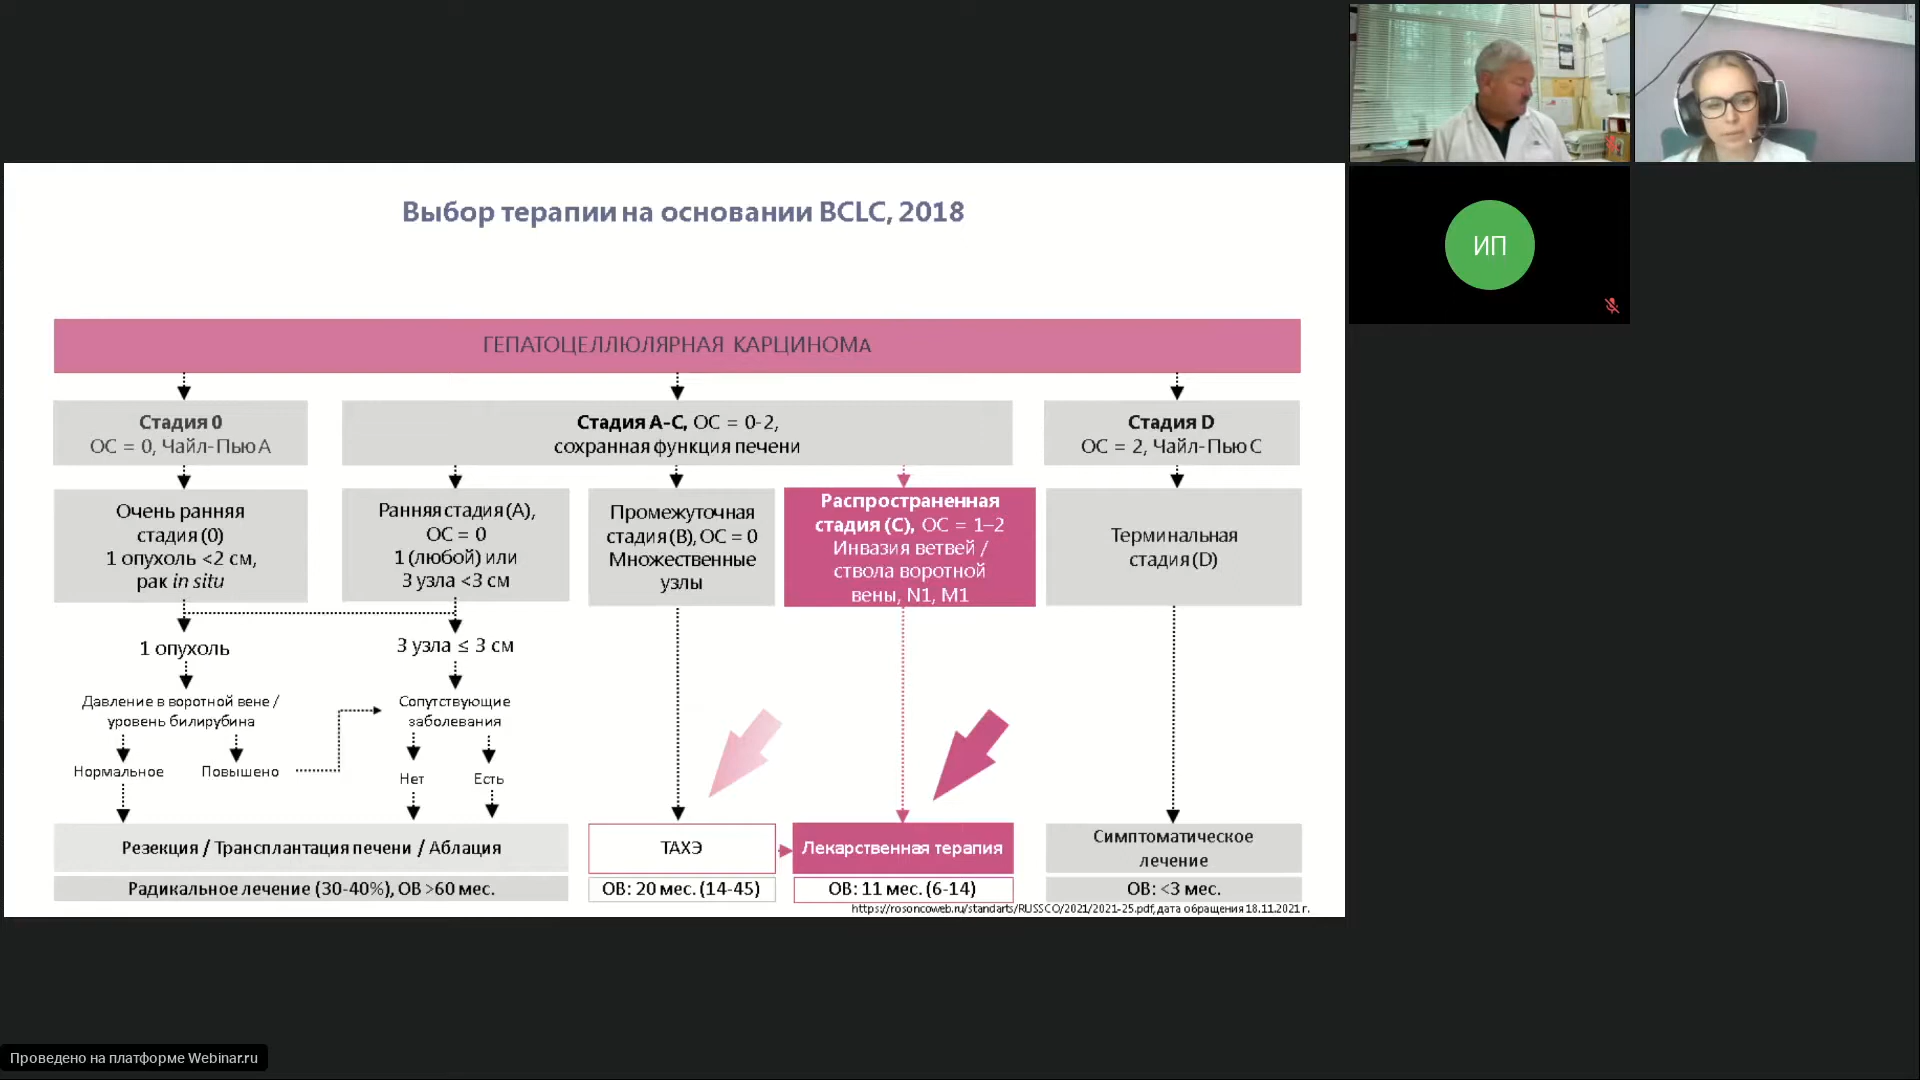 Выбор терапии на основании BCLC, 2018
ИП
ГЕПАТОЦЕЛЛЮЛЯРНАЯ КАРЦИНОМА
Стадия 0
ОС = 0, Чайл-Пью А
Стадия А-С, ОС = 0-2,
сохранная функция печени
Стадия D
ОС = 2, Чайл-Пью С
Очень ранняя
стадия (0)
1 опухоль <2 см,
рак in situ
Ранняя стадия (А),
ОС = 0
1 (любой) или
3 узла <3 см
Промежуточная
стадия (В), ОС = 0
Множественные
узлы
Распространенная
стадия (С), ОС = 1–2
Инвазия ветвей /
ствола воротной
вены, N1, M1
Терминальная
стадия (D)
1 опухоль
3 узла ≤ 3 см
Давление в воротной вене /
уровень билирубина
Сопутствующие
заболевания
Нормальное
Повышено
Нет
Есть
Резекция / Трансплантация печени / Аблация
ТАХЭ
Лекарственная терапия
Симптоматическое
лечение
Радикальное лечение (30-40%), ОВ >60 мес.
ОВ: 20 мес. (14-45)
ОВ: 11 мес. (6-14)
ОВ: <3 мес.
https://rosoncoweb.ru/standarts/RUSSCO/2021/2021-25.pdf, дата обращения 18.11.2021 г.
Проведено на платформе Webinar.ru